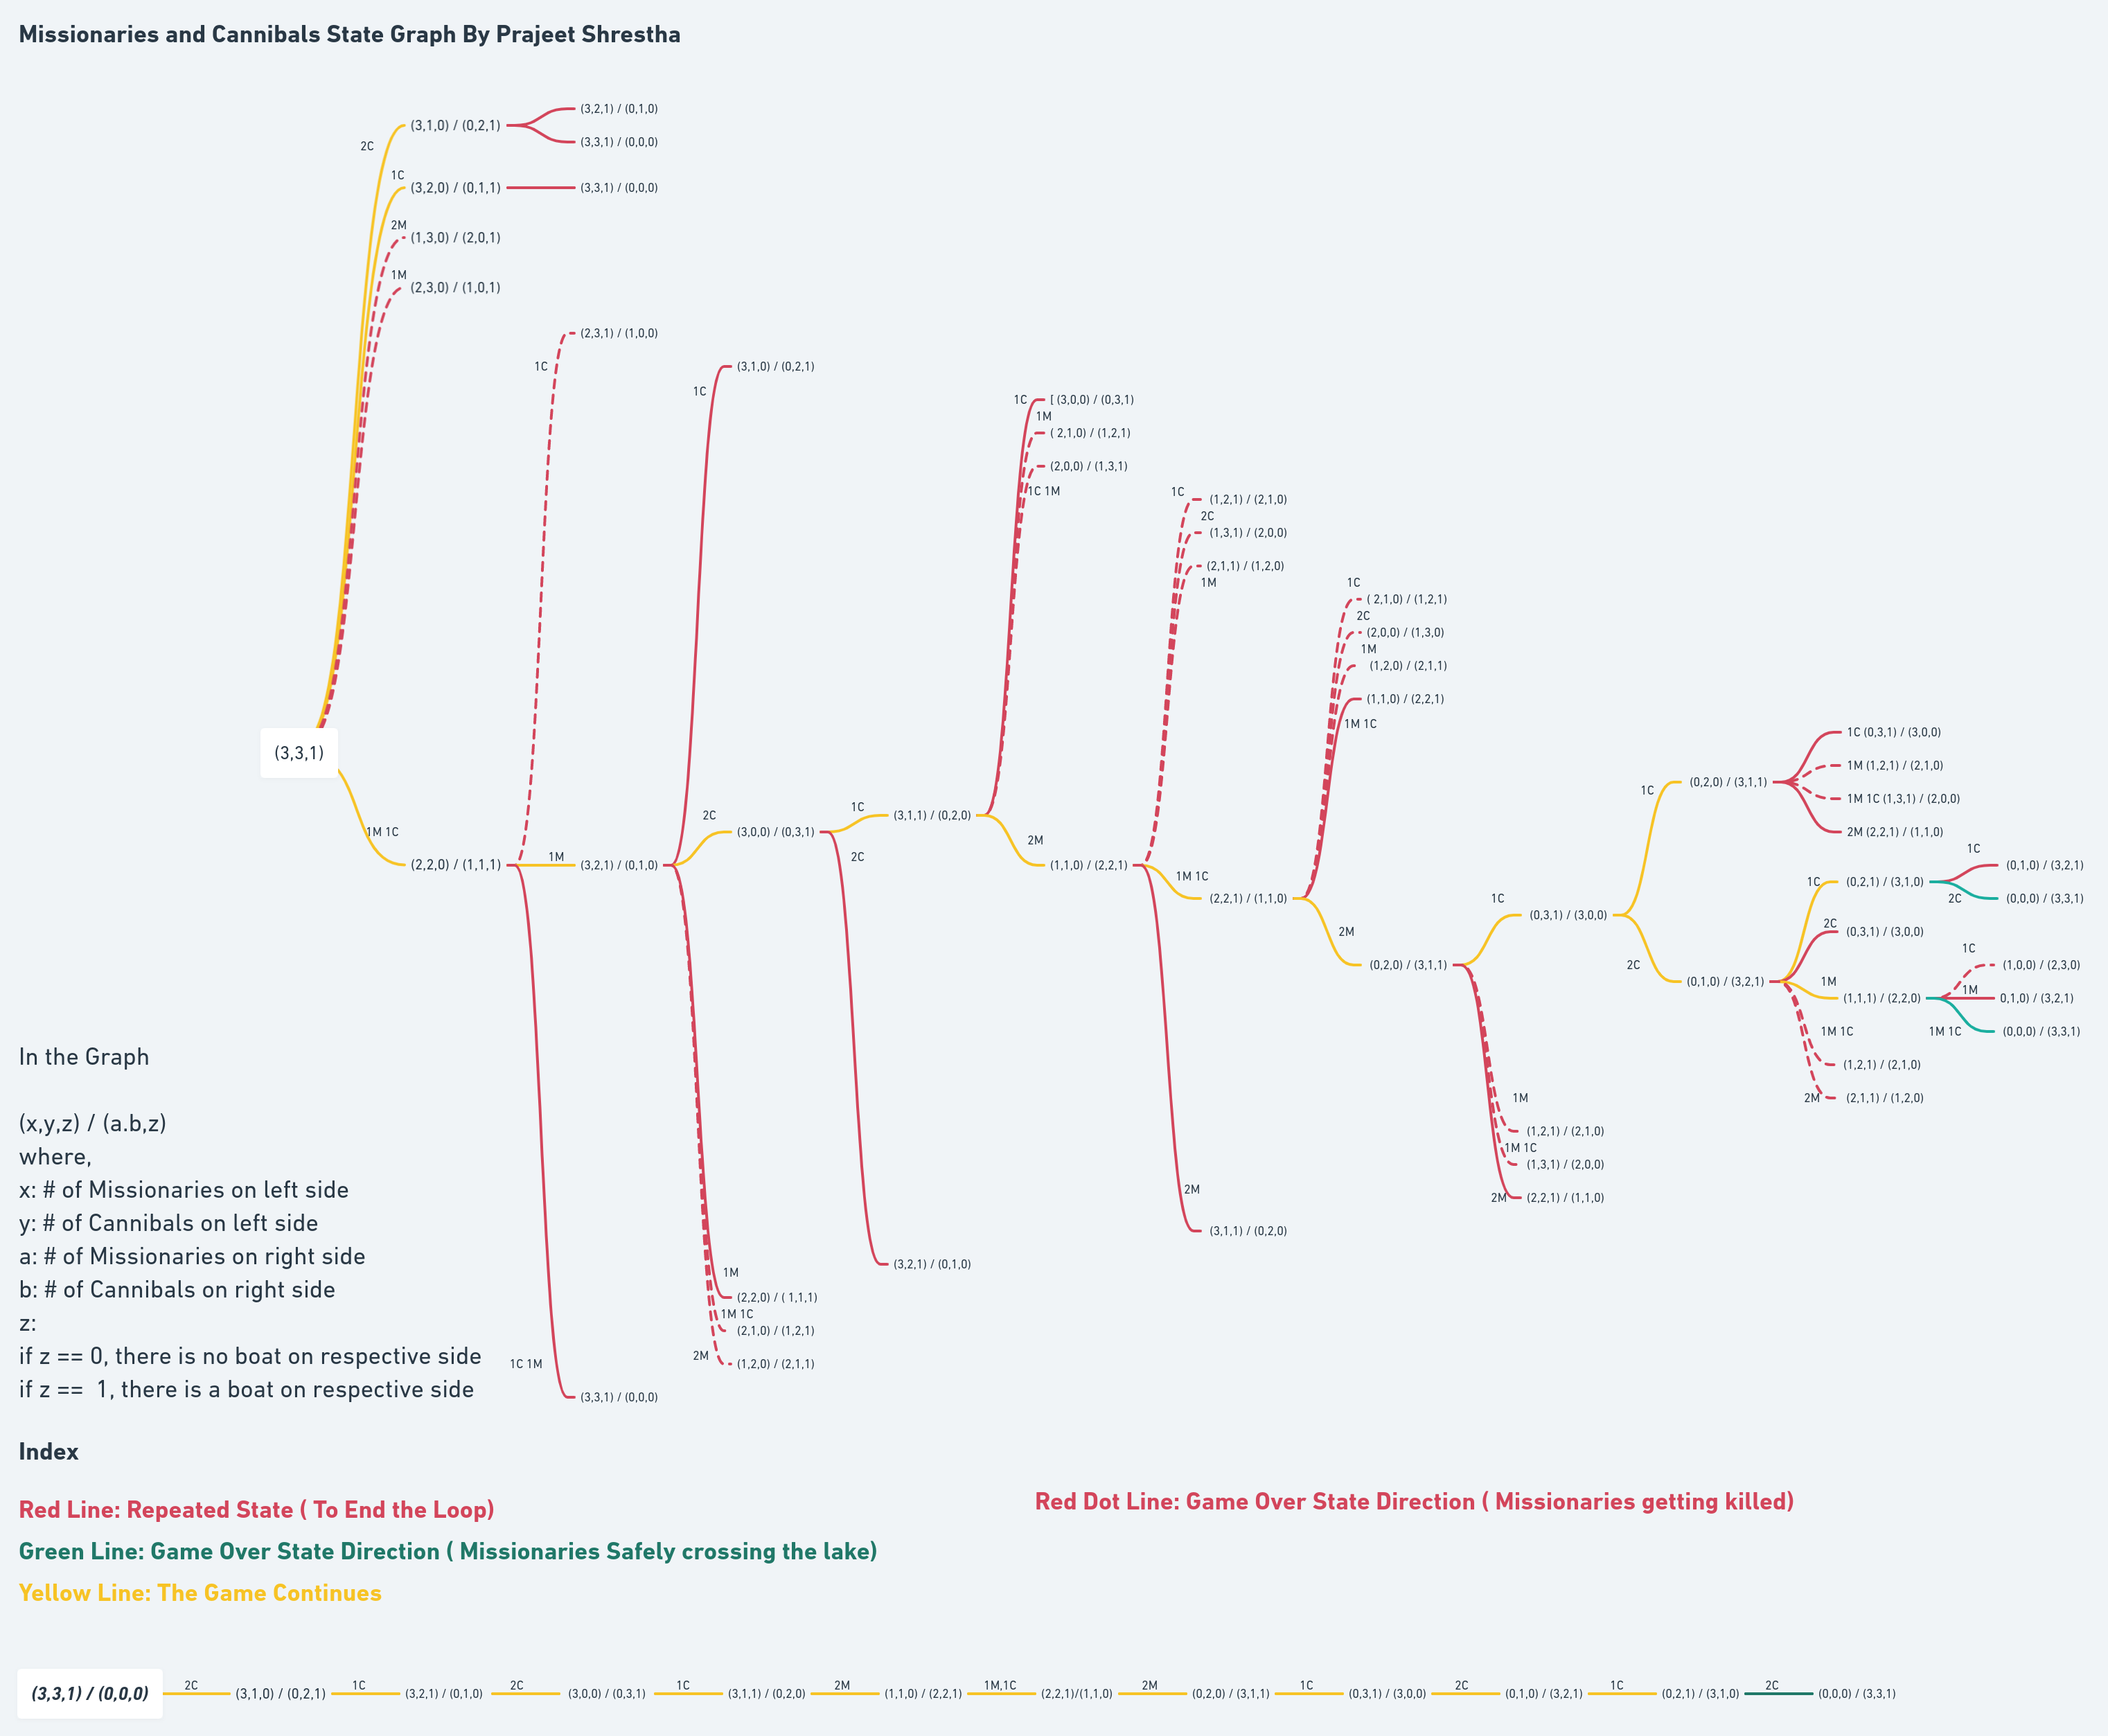 Missionaries and Cannibals State Graph By Prajeet Shrestha
(3,2,1) / (0,1,0)
(3,1,0) / (0,2,1)
2C
(3,3,1) / (0,0,0)
1C
(3,2,0) / (0,1,1)
(3,3,1) / (0,0,0)
2M
(1,3,0) / (2,0,1)
1M
(2,3,0) / (1,0,1)
(2,3,1) / (1,0,0)
1C
(3,1,0) / (0,2,1)
1C
1C
[ (3,0,0) / (0,3,1)
1M
( 2,1,0) / (1,2,1)
(2,0,0) / (1,3,1)
1C 1M
1C
(1,2,1) / (2,1,0)
2C
(1,3,1) / (2,0,0)
(2,1,1) / (1,2,0)
1M
1C
( 2,1,0) / (1,2,1)
2C
(2,0,0) / (1,3,0)
1M
(1,2,0) / (2,1,1)
(1,1,0) / (2,2,1)
1M 1C
(3,3,1)
1C (0,3,1) / (3,0,0)
1M (1,2,1) / (2,1,0)
(0,2,0) / (3,1,1)
1C
1M 1C (1,3,1) / (2,0,0)
2M (2,2,1) / (1,1,0)
1M 1C
(2,2,0) / (1,1,1)
1M
(3,2,1) / (0,1,0)
2C
(3,0,0) / (0,3,1)
1C
2C
(3,1,1) / (0,2,0)
2M
(1,1,0) / (2,2,1)
1M 1C
(2,2,1) / (1,1,0)
2M
(0,2,0) / (3,1,1)
1C
(0,3,1) / (3,0,0)
2C
(0,1,0) / (3,2,1)
1C
(0,2,1) / (3,1,0)
1C
(0,1,0) / (3,2,1)
2C
(0,0,0) / (3,3,1)
2C
(0,3,1) / (3,0,0)
1M
(1,1,1) / (2,2,0)
1C
(1,0,0) / (2,3,0)
1M
0,1,0) / (3,2,1)
1M 1C
(0,0,0) / (3,3,1)
1M 1C
(1,2,1) / (2,1,0)
2M
(2,1,1) / (1,2,0)
1M
(1,2,1) / (2,1,0)
1M 1C
(1,3,1) / (2,0,0)
2M
(2,2,1) / (1,1,0)
2M
(3,1,1) / (0,2,0)
(3,2,1) / (0,1,0)
1M
(2,2,0) / ( 1,1,1)
1M 1C
(2,1,0) / (1,2,1)
2M
(1,2,0) / (2,1,1)
1C 1M
(3,3,1) / (0,0,0)
In the Graph
(x,y,z) / (a.b,z)
where,
x: # of Missionaries on left side
y: # of Cannibals on left side
a: # of Missionaries on right side
b: # of Cannibals on right side
z:
if z == 0, there is no boat on respective side
if z ==  1, there is a boat on respective side
Index
Red Line: Repeated State ( To End the Loop)
Red Dot Line: Game Over State Direction ( Missionaries getting killed)
Green Line: Game Over State Direction ( Missionaries Safely crossing the lake)
Yellow Line: The Game Continues
(3,3,1) / (0,0,0) 2C (3,1,0) / (0,2,1) 1C (3,2,1) / (0,1,0) 2C (3,0,0) / (0,3,1) 1C (3,1,1) / (0,2,0) 2M (1,1,0) / (2,2,1) 1M,1C (2,2,1)/(1,1,0) 2M (0,2,0) / (3,1,1) 1C (0,3,1) / (3,0,0) 2C (0,1,0) / (3,2,1) 1C (0,2,1) / (3,1,0) 2C (0,0,0) / (3,3,1)